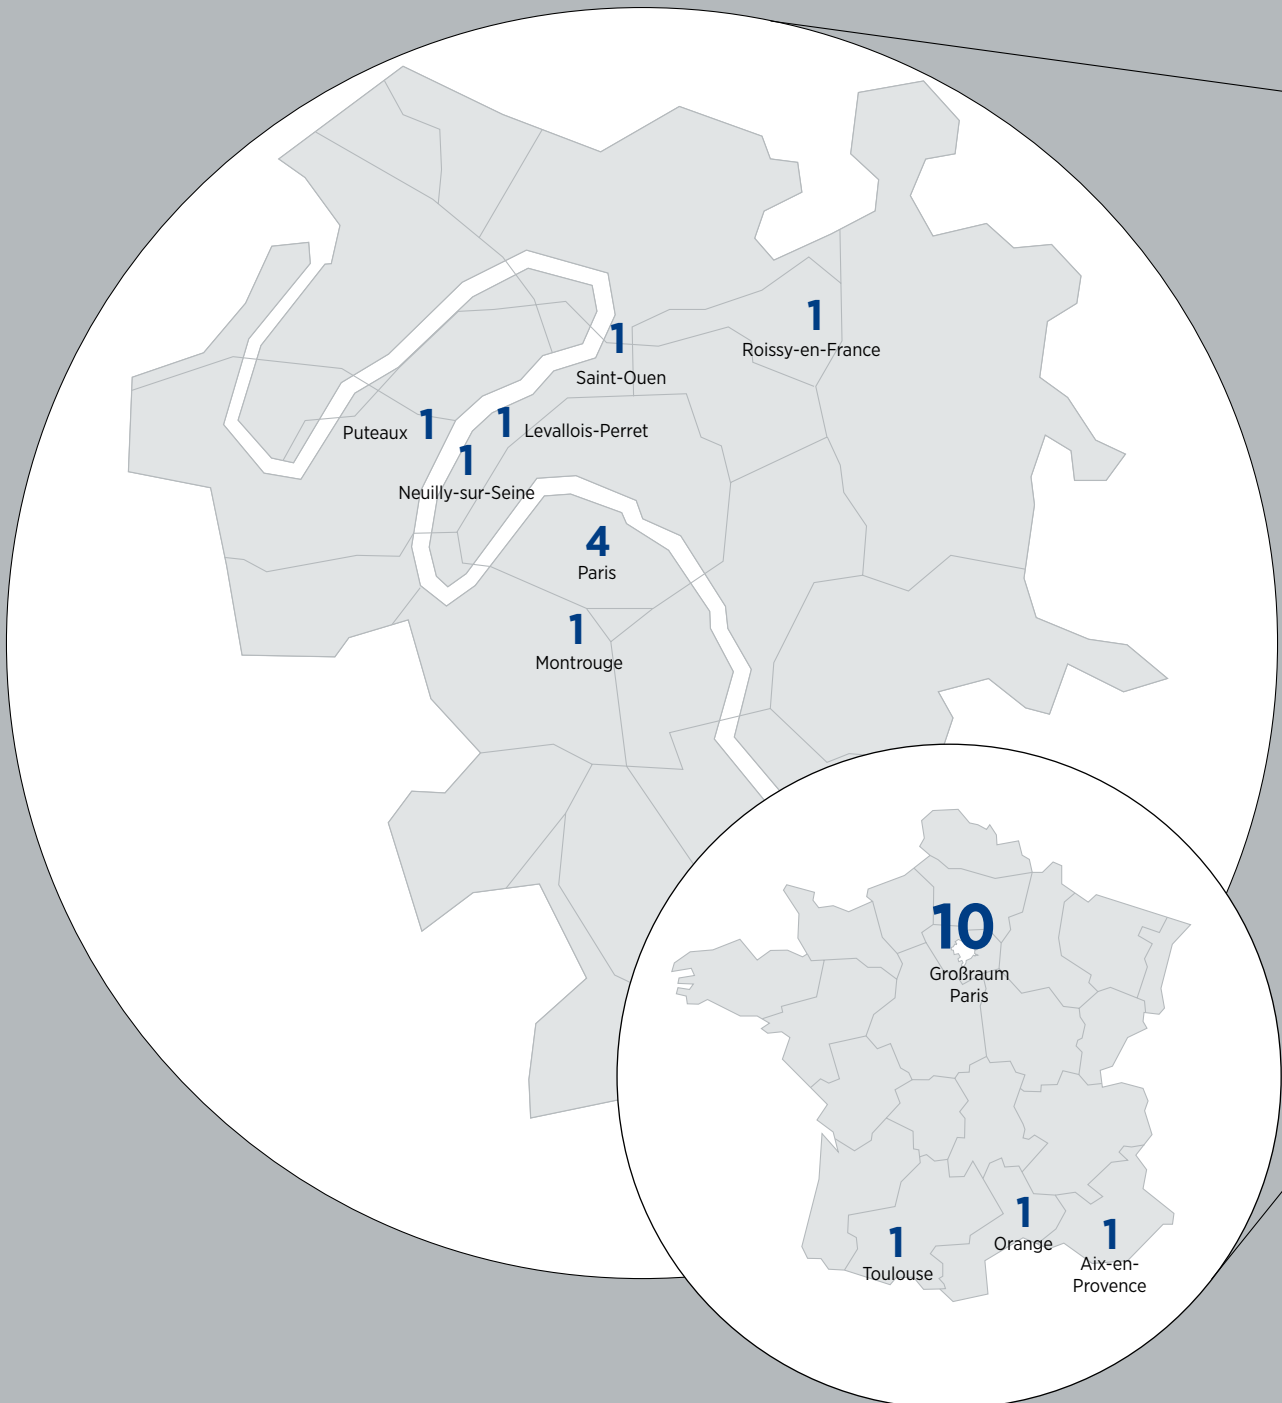 1
Roissy-en-France
1
Saint-Ouen
1
Puteaux
1
Levallois-Perret
1
Neuilly-sur-Seine
4
Paris
1
Montrouge
10
Großraum
Paris
1
Toulouse
1
Orange
1
Aix-en-
Provence